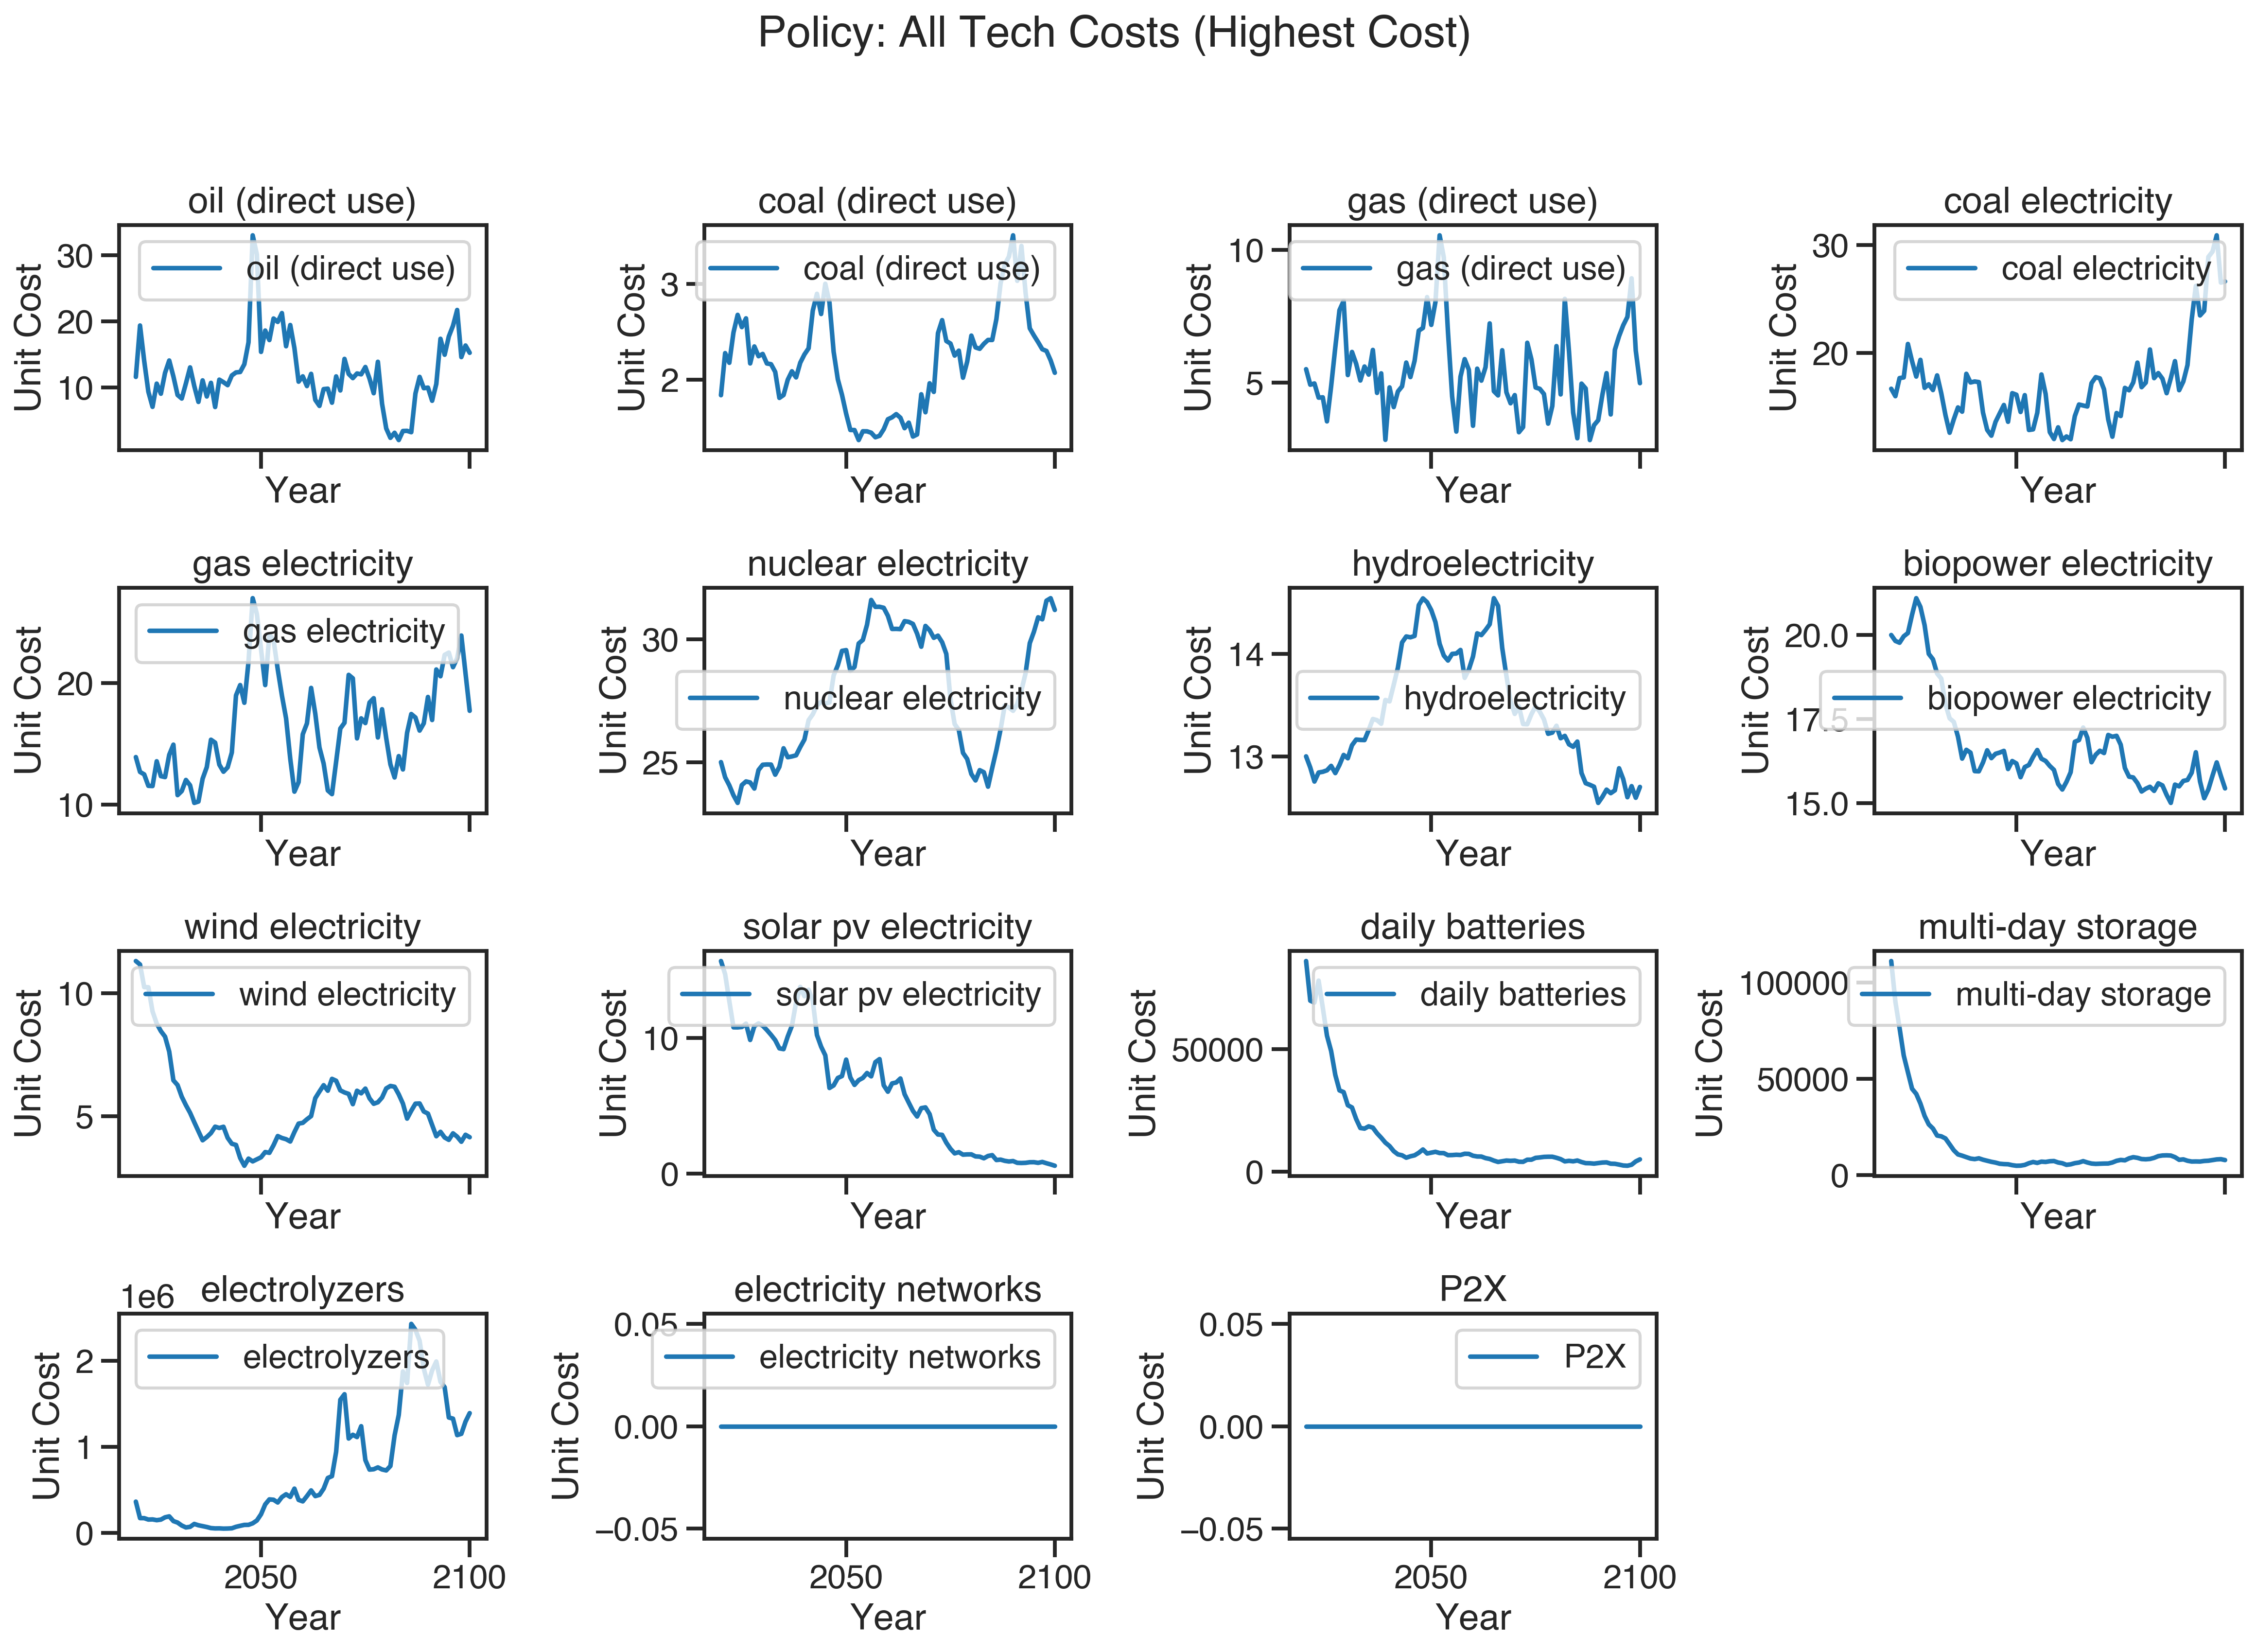 Policy: All Tech Costs (Highest Cost)
oil (direct use)
30
20
10
Unit Cost
oil (direct use)
Year
coal (direct use)
3
2
Unit Cost
coal (direct use)
Year
gas (direct use)
10
5
Unit Cost
gas (direct use)
Year
coal electricity
30
20
Unit Cost
coal electricity
Year
gas electricity
20
10
Unit Cost
gas electricity
Year
nuclear electricity
30
25
Unit Cost
nuclear electricity
Year
hydroelectricity
14
13
Unit Cost
hydroelectricity
Year
biopower electricity
20.0
17.5
15.0
Unit Cost
biopower electricity
Year
wind electricity
10
5
Unit Cost
wind electricity
Year
solar pv electricity
10
0
Unit Cost
solar pv electricity
Year
daily batteries
50000
0
Unit Cost
daily batteries
Year
multi-day storage
100000
50000
0
Unit Cost
multi-day storage
Year
electrolyzers
1e6
2
1
0
Unit Cost
electrolyzers
2050 2100
Year
electricity networks
0.05
0.00
−0.05
Unit Cost
electricity networks
2050 2100
Year
P2X
0.05
0.00
−0.05
Unit Cost
P2X
2050 2100
Year